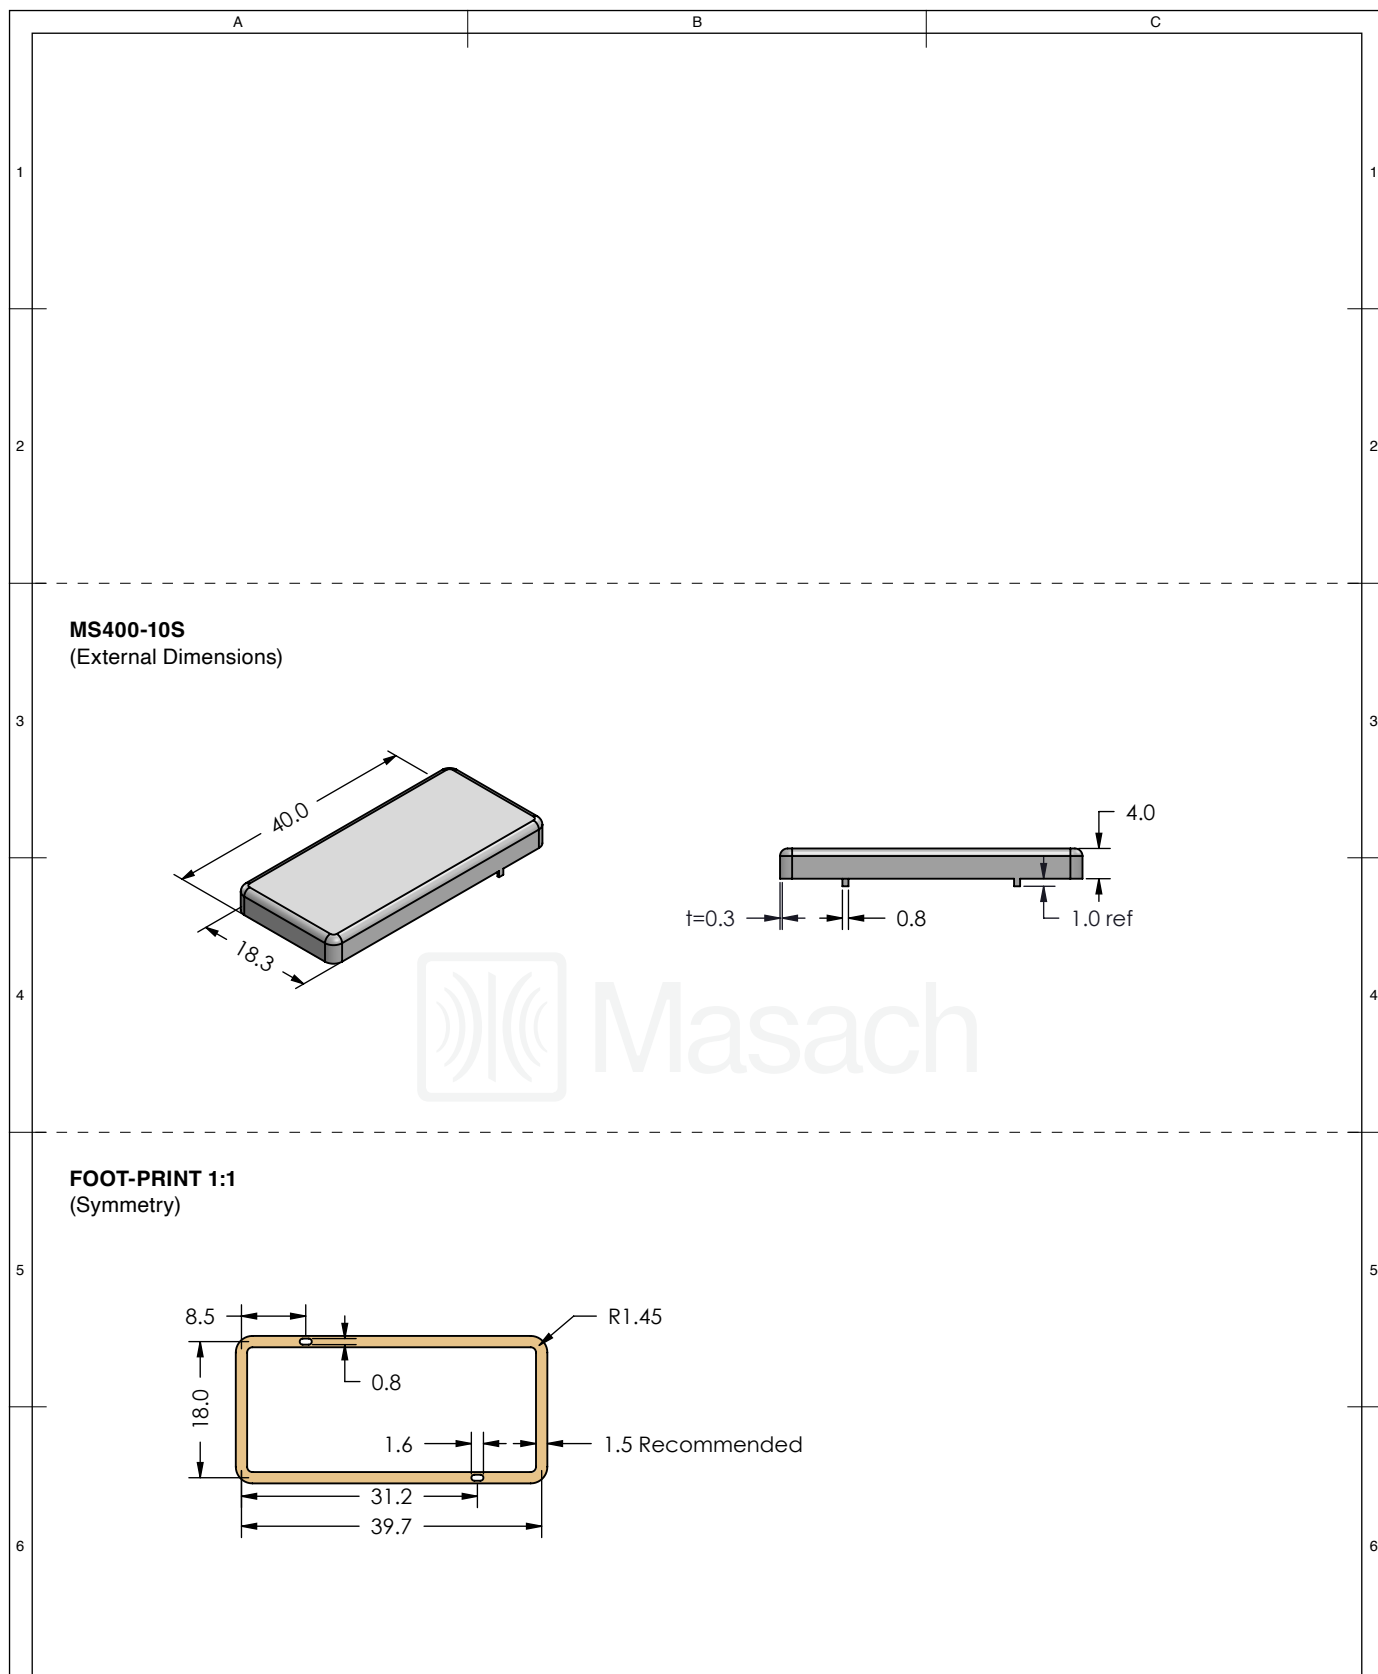 A B C
1 1
2 2
MS400-10S
(External Dimensions)
3 3
40.0
18.3
4.0
t=0.3
0.8
1.0 ref
4 4
Masach
FOOT-PRINT 1:1
(Symmetry)
5 5
8.5
R1.45
0.8
18.0
1.6
1.5 Recommended
31.2
39.7
6 6